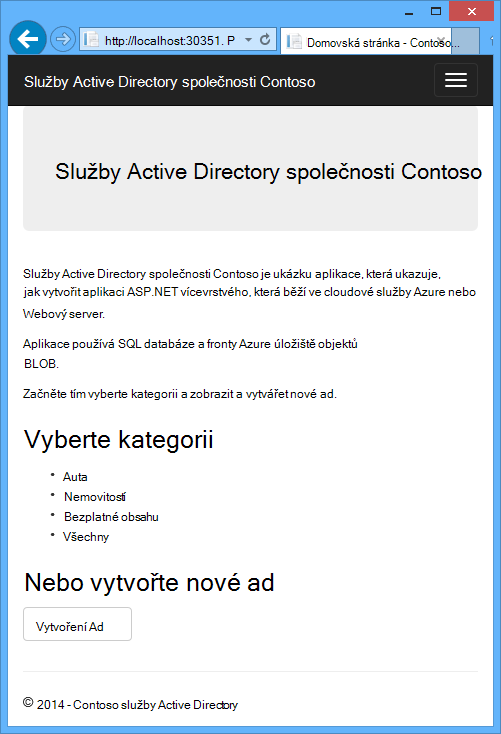 http://localhost:30351. P
Domovská stránka - Contoso...
Služby Active Directory společnosti Contoso
Služby Active Directory společnosti Contoso
Služby Active Directory společnosti Contoso je ukázku aplikace, která ukazuje,
jak vytvořit aplikaci ASP.NET vícevrstvého, která běží ve cloudové služby Azure nebo
Webový server.
Aplikace používá SQL databáze a fronty Azure úložiště objektů
BLOB.
Začněte tím vyberte kategorii a zobrazit a vytvářet nové ad.
Vyberte kategorii
• Auta
• Nemovitostí
• Bezplatné obsahu
• Všechny
Nebo vytvořte nové ad
Vytvoření Ad
© 2014 - Contoso služby Active Directory